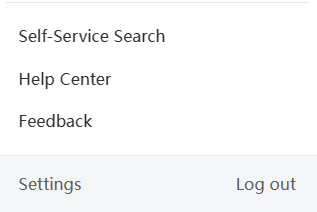 Self-Service Search
Help Center
Feedback
Settings Log out